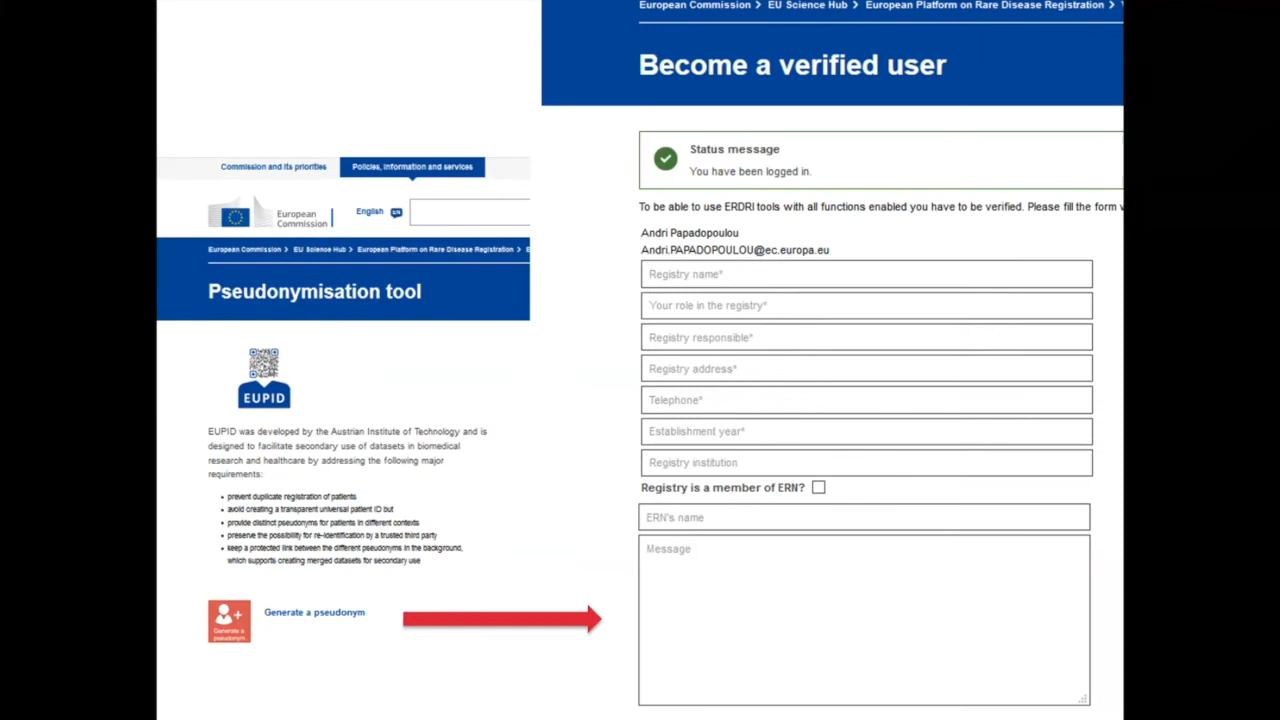 Commission and its priorities
Policies, information and services
European
Commission
English
EN
European Commission > EU Science Hub > European Platform on Rare Disease Registration > E
Pseudonymisation tool
EUPID
EUPID was developed by the Austrian Institute of Technology and is
designed to facilitate secondary use of datasets in biomedical
research and healthcare by addressing the following major
requirements:
• prevent duplicate registration of patients
• avoid creating a transparent universal patient ID but
• provide distinct pseudonyms for patients in different contexts
• preserve the possibility for re-identification by a trusted third party
• keep a protected link between the different pseudonyms in the background,
which supports creating merged datasets for secondary use
Generate a
pseudonym
Generate a pseudonym
European Commission > EU Science Hub > European Platform on Rare Disease Registration >
Become a verified user
Status message
You have been logged in.
To be able to use ERDRI tools with all functions enabled you have to be verified. Please fill the form
Andri Papadopoulou
Andri.PAPADOPOULOU@ec.europa.eu
Registry name*
Your role in the registry*
Registry responsible*
Registry address*
Telephone*
Establishment year*
Registry institution
Registry is a member of ERN?
ERN's name
Message